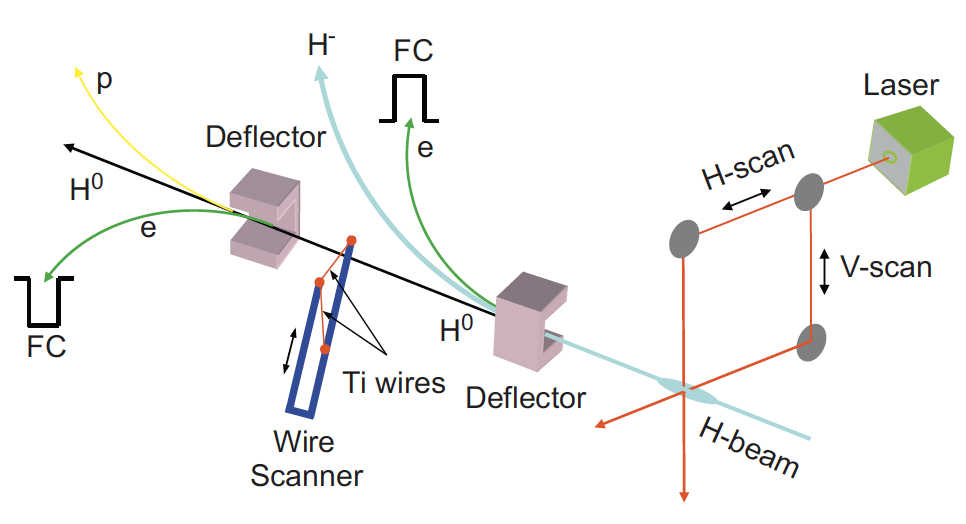 H-
FC
Laser
p
Deflector
e
H-scan
H0
e
V-scan
FC
H0
Ti wires
Deflector
Wire
Scanner
H-beam